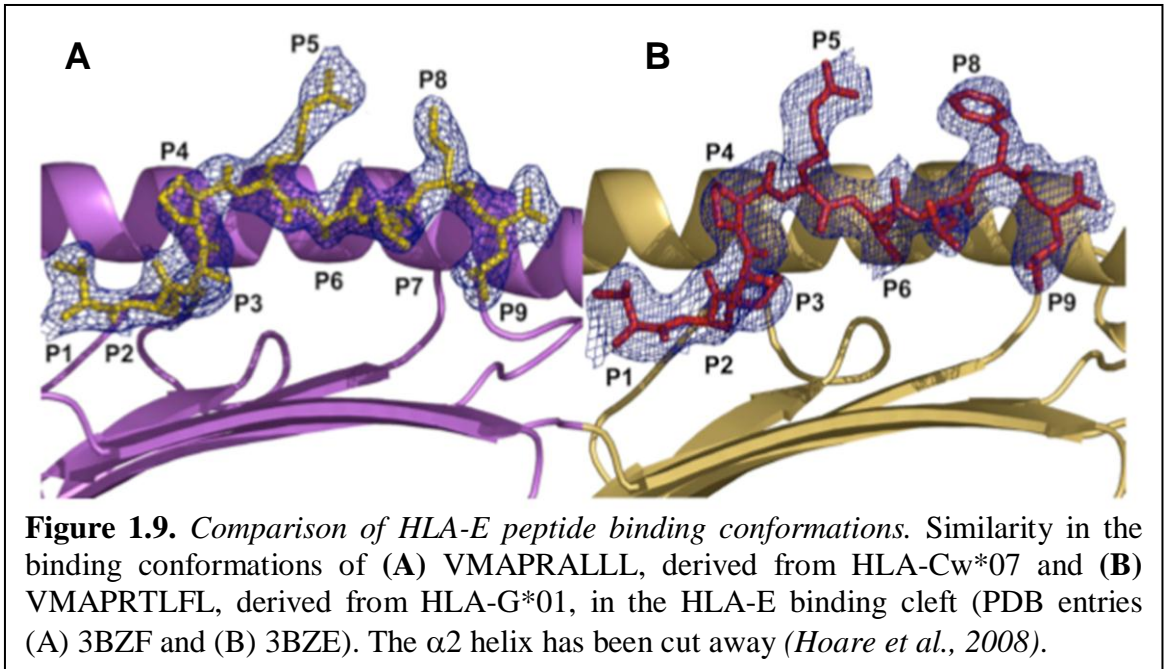 A
P5
P8
P4
P3
P6
P7
P9
P1
P2
B
P5
P8
P4
P3
P6
P9
P2
P1
Figure 1.9. Comparison of HLA-E peptide binding conformations. Similarity in the
binding conformations of (A) VMAPRALLL, derived from HLA-Cw*07 and (B)
VMAPRTLFL, derived from HLA-G*01, in the HLA-E binding cleft (PDB entries
(A) 3BZF and (B) 3BZE). The α2 helix has been cut away (Hoare et al., 2008).